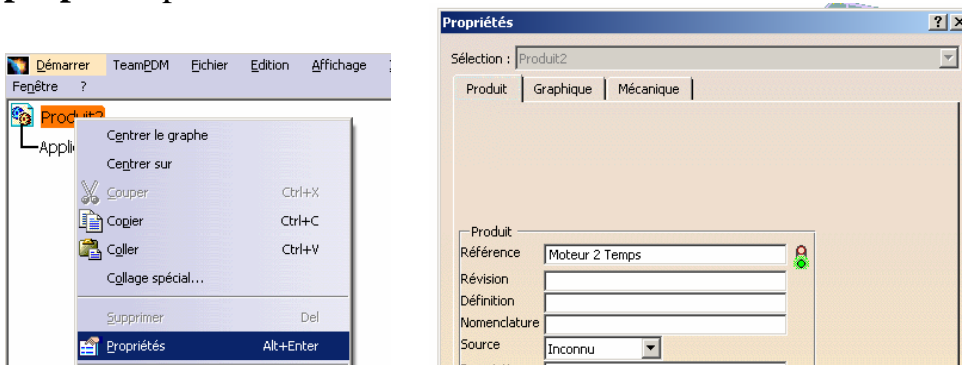 Démarrer TeamPDM Eichier Edition Affichage
Fenêtre ?
Produit2
Centrer le graphe
Centrer sur
Couper Ctrl+X
Copier Ctrl+C
Coller Ctrl+V
Collage spécial...
Supprimer Del
Propriétés Alt+Enter
Propriétés
Sélection : Produit2
Produit Graphique Mécanique
Produit
Référence Moteur 2 Temps
Révision
Définition
Nomenclature
Source Inconnu